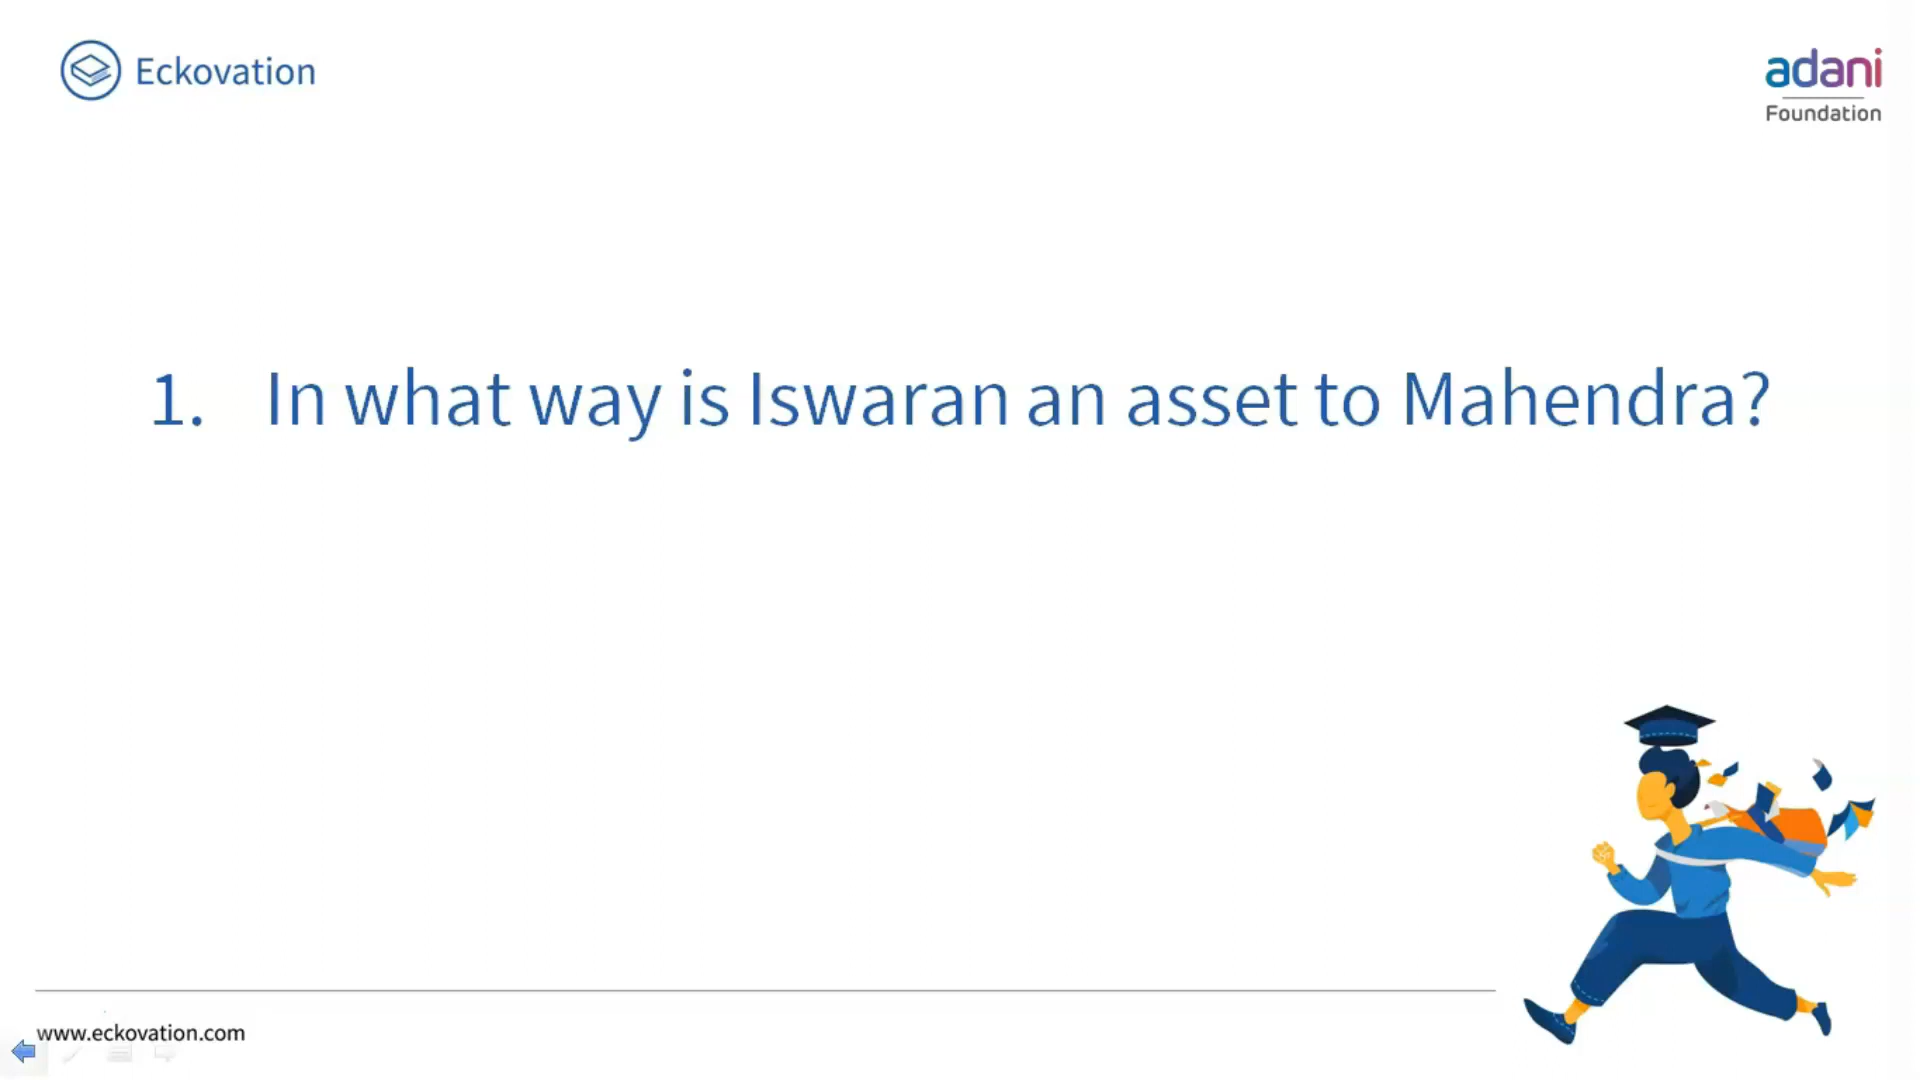 Eckovation
adani
Foundation
1. In what way is Iswaran an asset to Mahendra?
www.eckovation.com